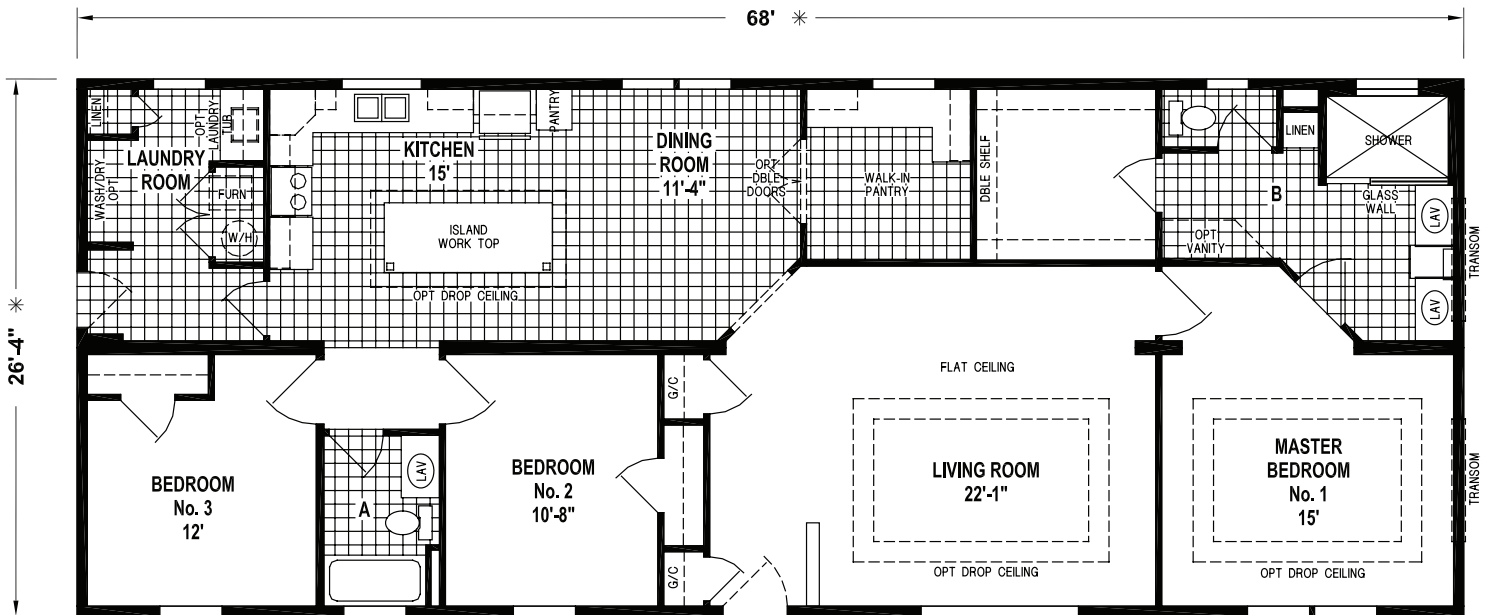 68' ✳
26'-4" ✳
LINEN
OPT
LAUNDRY
TUB
LAUNDRY
ROOM
WASH/DRY
OPT
FURN
W/H
KITCHEN
15'
PANTRY
ISLAND
WORK TOP
OPT DROP CEILING
DINING
ROOM
11'-4"
OPT
DBLE
DOORS
WALK-IN
PANTRY
DBLE SHELF
OPT
VANITY
B
LINEN
SHOWER
GLASS
WALL
LAV
LAV
TRANSOM
BEDROOM
No. 3
12'
A
LAV
BEDROOM
No. 2
10'-8"
G/C
G/C
FLAT CEILING
LIVING ROOM
22'-1"
OPT DROP CEILING
MASTER
BEDROOM
No. 1
15'
OPT DROP CEILING
TRANSOM